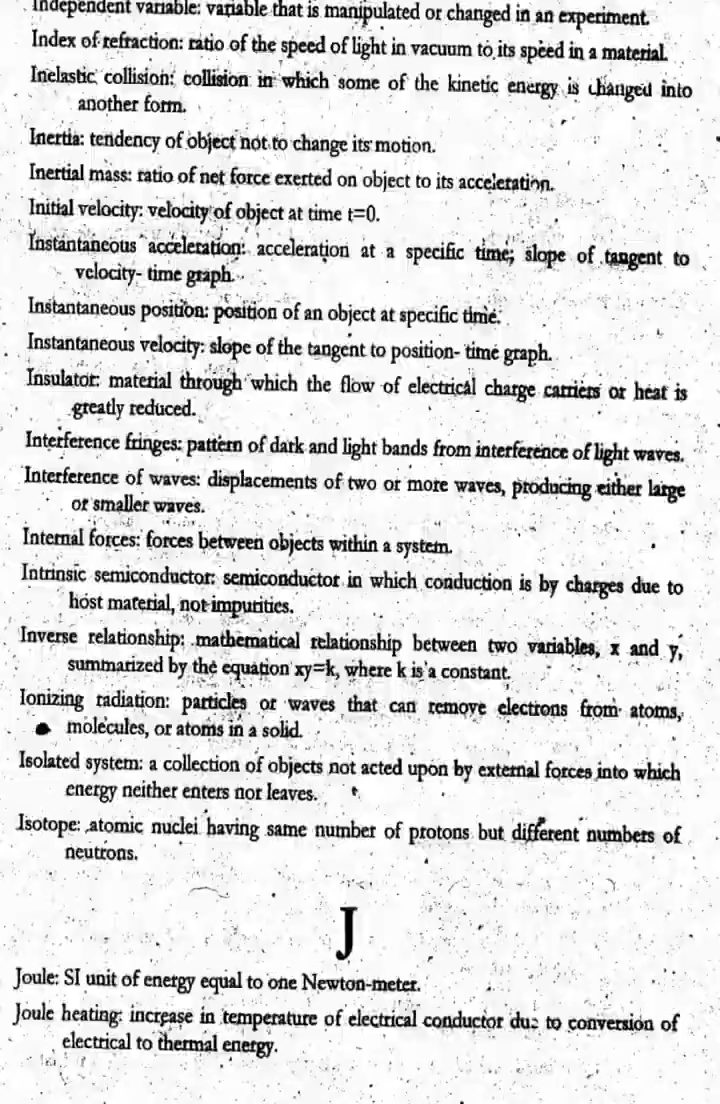 Independent variable: variable that is manipulated or changed in an experiment.
Index of refraction: ratio of the speed of light in vacuum to its speed in a material.
Inelastic collision: collision in which some of the kinetic energy is changed into
another form.
Inertia: tendency of object not to change its motion.
Inertial mass: ratio of net force exerted on object to its acceleration.
Initial velocity: velocity of object at time t=0.
Instantaneous acceleration: acceleration at a specific time; slope of tangent to
velocity- time graph.
Instantaneous position: position of an object at specific time.
Instantaneous velocity: slope of the tangent to position- time graph.
Insulator: material through which the flow of electrical charge carriers or heat is
greatly reduced.
Interference fringes: pattern of dark and light bands from interference of light waves.
Interference of waves: displacements of two or more waves, producing either large
or smaller waves.
Internal forces: forces between objects within a system.
Intrinsic semiconductor: semiconductor in which conduction is by charges due to
host material, not impurities.
Inverse relationship: mathematical relationship between two variables, x and y,
summarized by the equation xy=k, where k is a constant.
Ionizing radiation: particles or waves that can remove electrons from atoms,
molecules, or atoms in a solid.
Isolated system: a collection of objects not acted upon by external forces into which
energy neither enters nor leaves.
Isotope: atomic nuclei having same number of protons but different numbers of
neutrons.
J
Joule: SI unit of energy equal to one Newton-meter.
Joule heating: increase in temperature of electrical conductor due to conversion of
electrical to thermal energy.